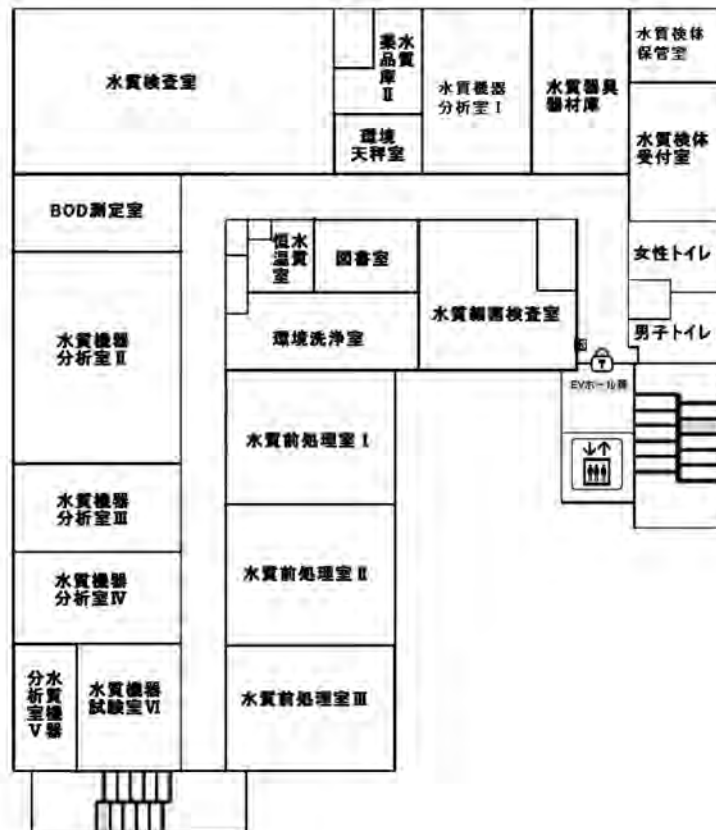 水質検査室
水質
薬品庫Ⅱ
環境
天秤室
水質機器
分析室Ⅰ
水質器具
器材庫
水質検体
保管室
水質検体
受付室
BOD測定室
水質
恒温室
図書室
水質細菌検査室
女性トイレ
男子トイレ
環境洗浄室
水質機器
分析室Ⅱ
EVホール
水質前処理室Ⅰ
水質機器
分析室Ⅲ
水質前処理室Ⅱ
水質機器
分析室Ⅳ
水質機器
分析室Ⅴ
水質機器
試験室Ⅵ
水質前処理室Ⅲ